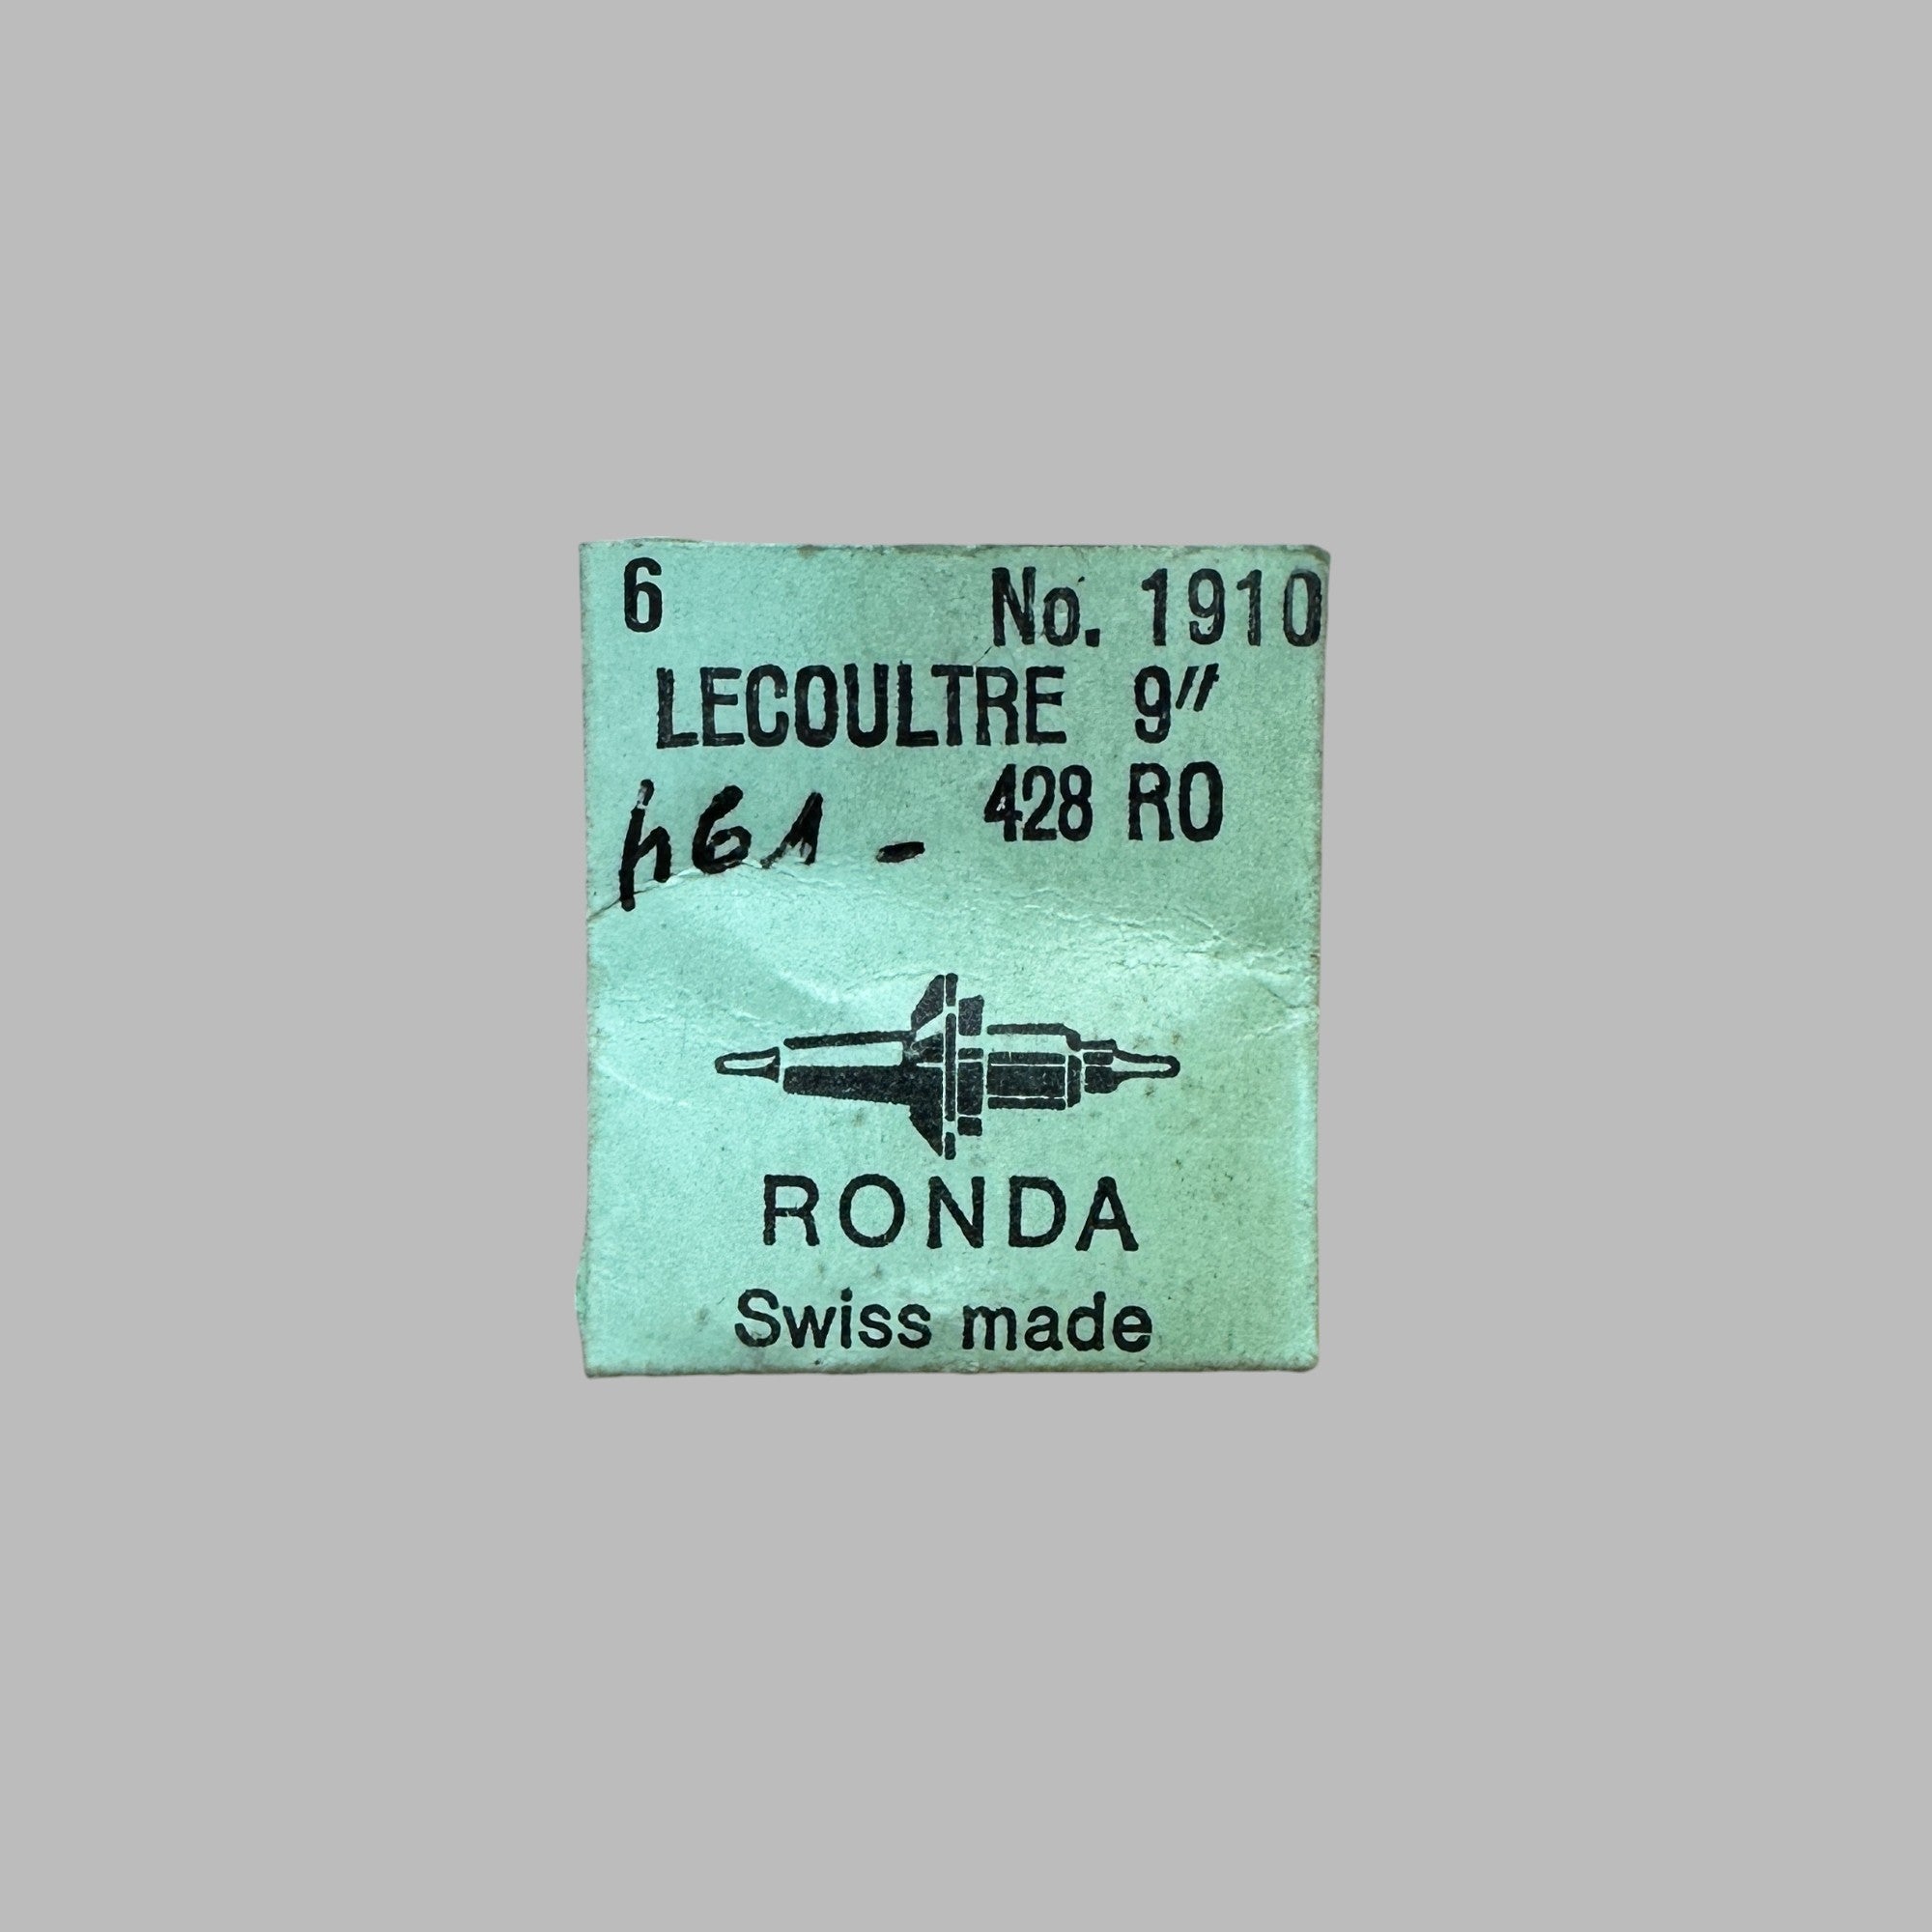 6 No. 1910
LECOULTRE 9‴
428 RO
461 -
RONDA
Swiss made